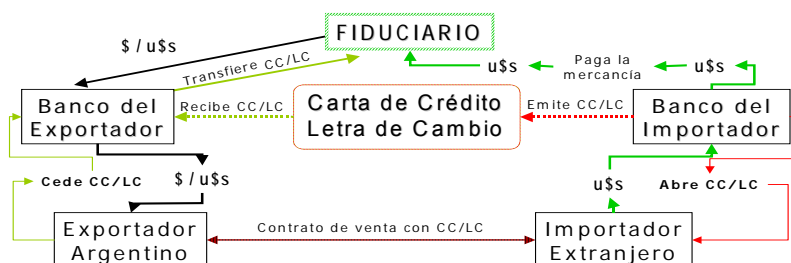 FIDUCIARIO
$ / u$s
Transfiere CC/LC
u$s
Paga la
mercancía
u$s
Banco del
Exportador
Recibe CC/LC
Carta de Crédito
Letra de Cambio
Emite CC/LC
Banco del
Importador
Cede CC/LC
$ / u$s
u$s
Abre CC/LC
Exportador
Argentino
Contrato de venta con CC/LC
Importador
Extranjero